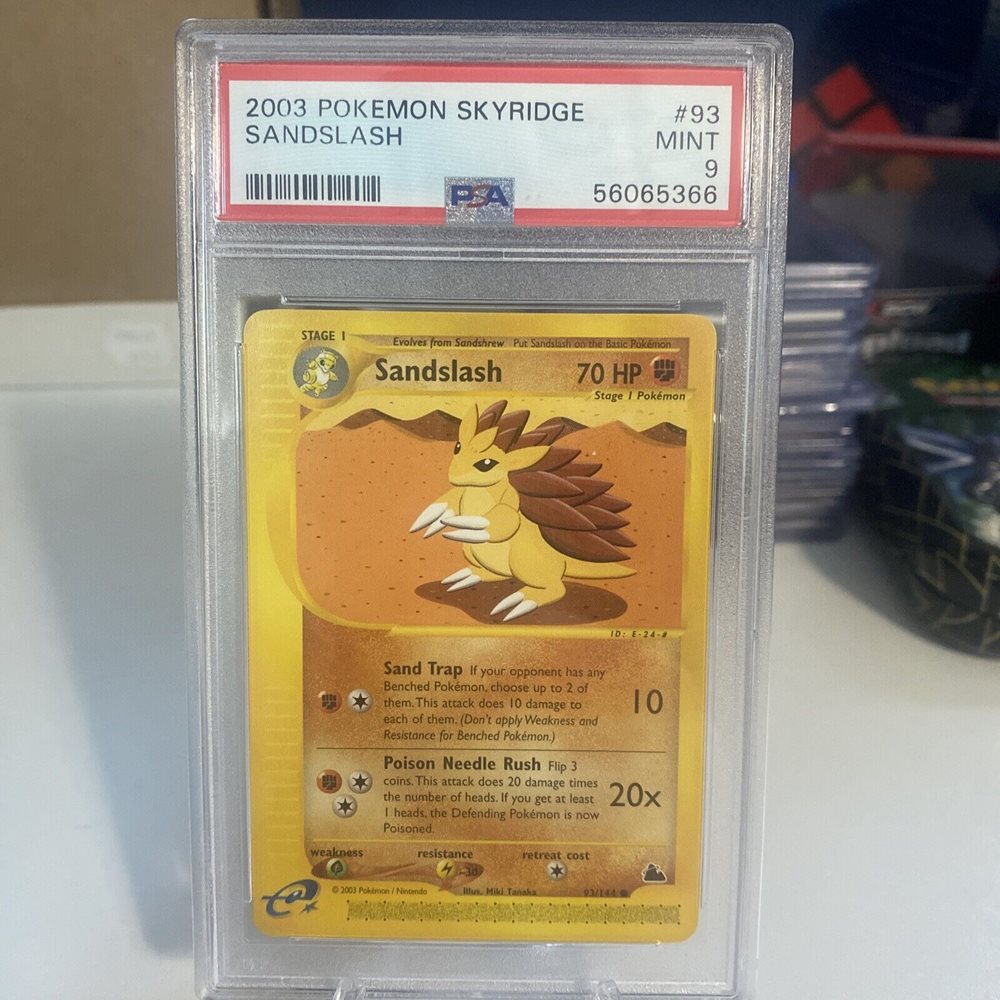 2003 POKEMON SKYRIDGE #93
SANDSLASH MINT
9
PSA 56065366
STAGE 1 Evolves from Sandshrew Put Sandslash on the Basic Pokémon
Sandslash 70 HP
Stage 1 Pokémon
ID: E-24-#
Sand Trap If your opponent has any
Benched Pokémon, choose up to 2 of
them. This attack does 10 damage to
each of them. (Don't apply Weakness and
Resistance for Benched Pokémon.)
10
Poison Needle Rush Flip 3
coins. This attack does 20 damage times
the number of heads. If you get at least
1 heads, the Defending Pokémon is now
Poisoned.
20x
weakness resistance retreat cost
-30
© 2003 Pokémon / Nintendo Illus. Miki Tanaka 93/144
e